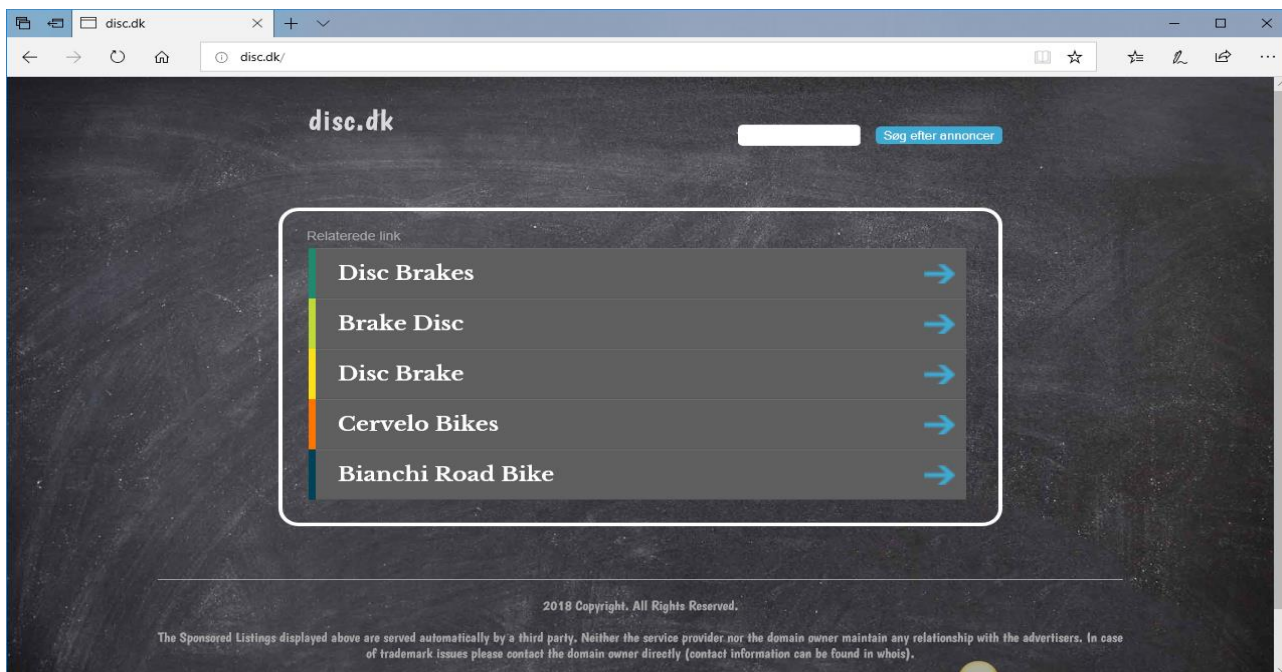 disc.dk
disc.dk/
disc.dk
Søg efter annoncer
Relaterede link
Disc Brakes
Brake Disc
Disc Brake
Cervelo Bikes
Bianchi Road Bike
2018 Copyright. All Rights Reserved.
The Sponsored Listings displayed above are served automatically by a third party. Neither the service provider nor the domain owner maintain any relationship with the advertisers. In case
of trademark issues please contact the domain owner directly (contact information can be found in whois).